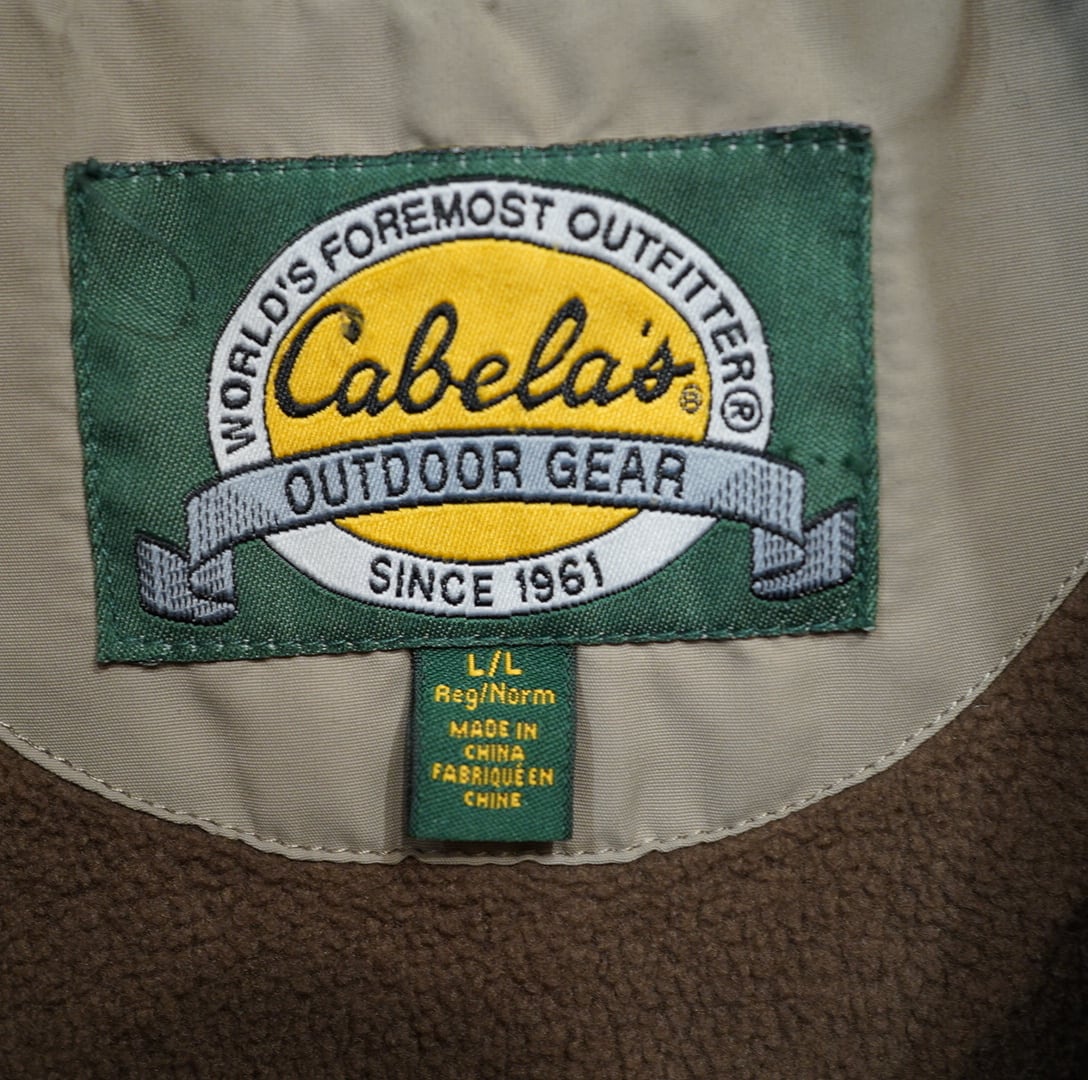 WORLD'S FOREMOST OUTFITTER®
Cabela's®
OUTDOOR GEAR
SINCE 1961
L/L
Reg/Norm
MADE IN
CHINA
FABRIQUÉ EN
CHINE